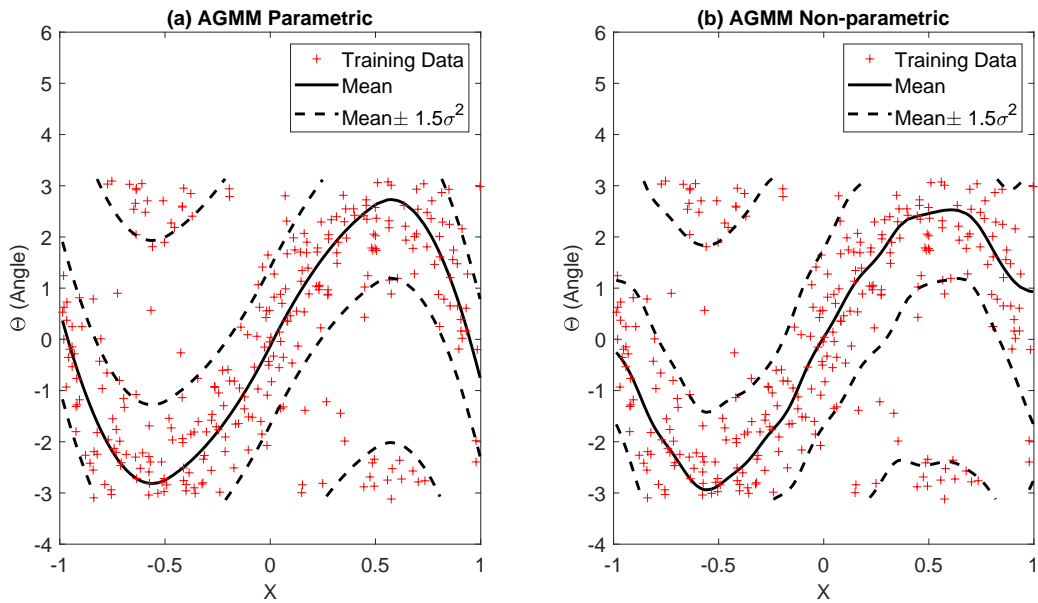 (a) AGMM Parametric
6
5
4
3
2
1
0
-1
-2
-3
-4
Θ (Angle)
-1
-0.5
0
0.5
1
X
Training Data
Mean
Mean± 1.5σ²
(b) AGMM Non-parametric
6
5
4
3
2
1
0
-1
-2
-3
-4
Θ (Angle)
-1
-0.5
0
0.5
1
X
Training Data
Mean
Mean± 1.5σ²